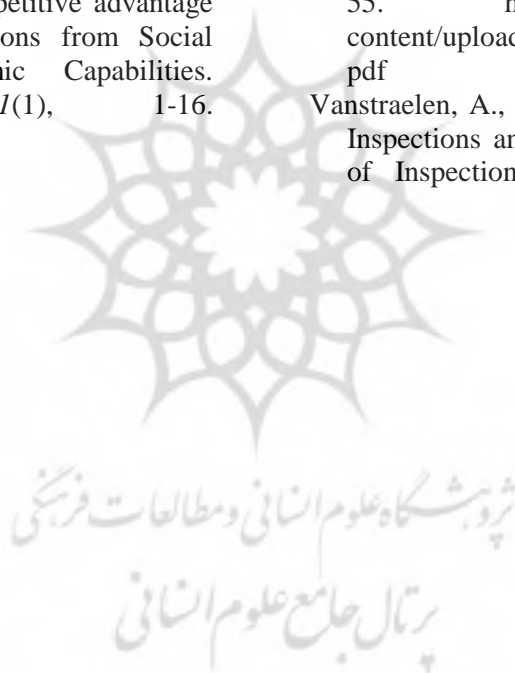 petitive advantage
ons from Social
ic Capabilities.
1(1), 1-16.
55.
content/upload
pdf
Vanstraelen, A.,
Inspections an
of Inspection
پژوهشگاه علوم انسانی و مطالعات فرهنگی
پرتال جامع علوم انسانی